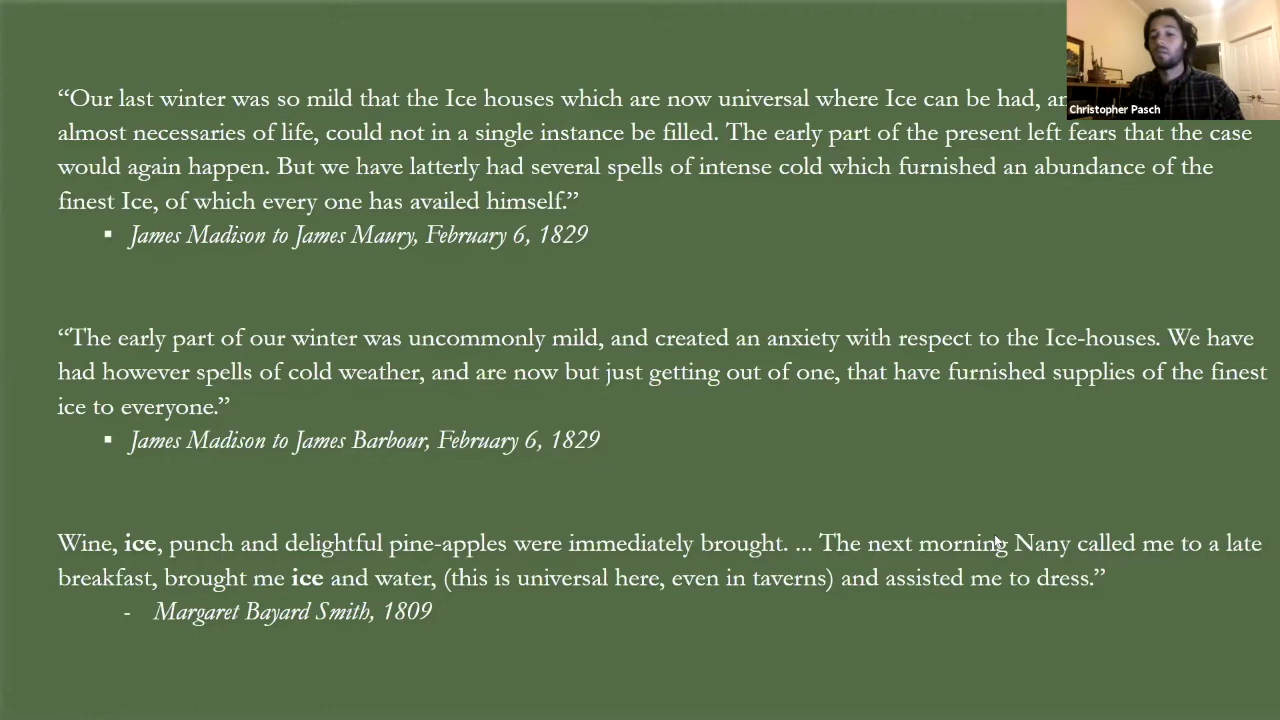 “Our last winter was so mild that the Ice houses which are now universal where Ice can be had,
Christopher Pasch
almost necessaries of life, could not in a single instance be filled. The early part of the present left fears that the case
would again happen. But we have latterly had several spells of intense cold which furnished an abundance of the
finest Ice, of which every one has availed himself.”
▪ James Madison to James Maury, February 6, 1829
“The early part of our winter was uncommonly mild, and created an anxiety with respect to the Ice-houses. We have
had however spells of cold weather, and are now but just getting out of one, that have furnished supplies of the finest
ice to everyone.”
▪ James Madison to James Barbour, February 6, 1829
Wine, ice, punch and delightful pine-apples were immediately brought. ... The next morning Nany called me to a late
breakfast, brought me ice and water, (this is universal here, even in taverns) and assisted me to dress.”
- Margaret Bayard Smith, 1809